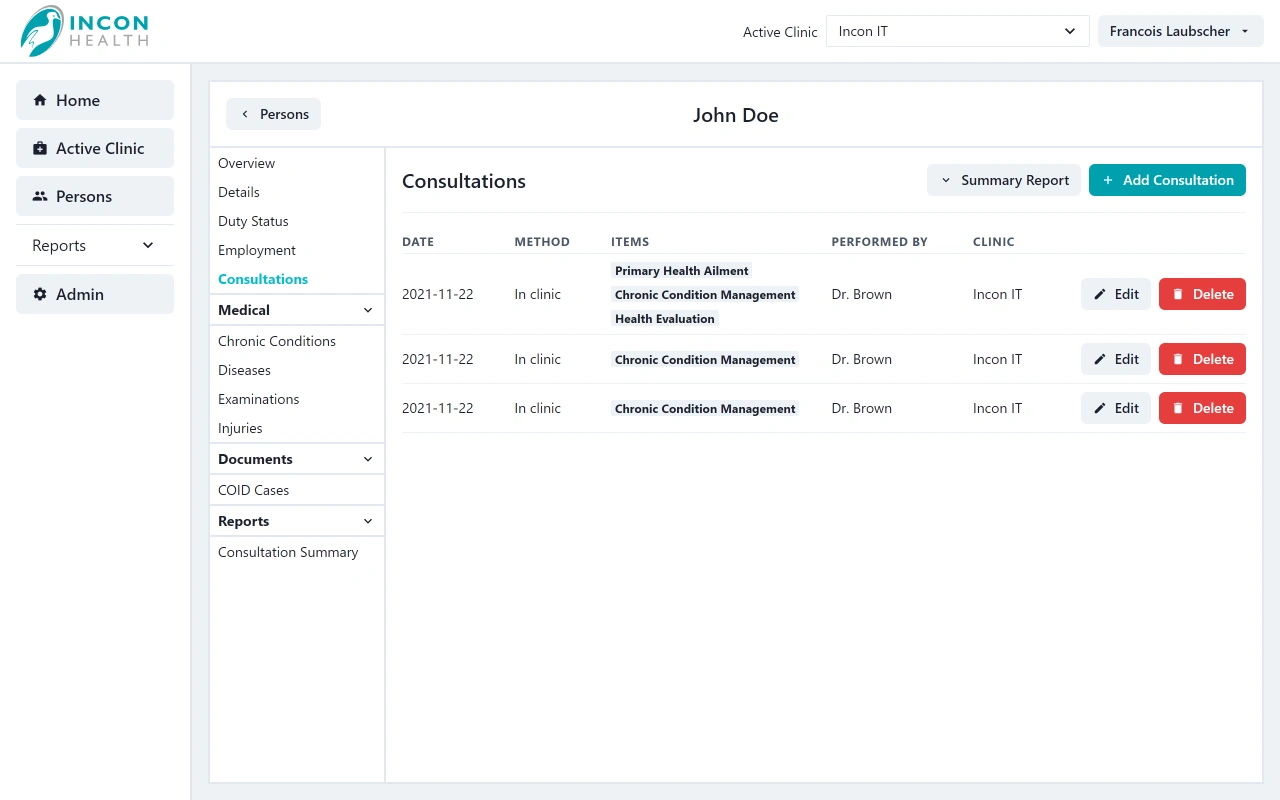 INCON
HEALTH
Active Clinic
Incon IT
Francois Laubscher
Home
Active Clinic
Persons
Reports
Admin
Persons
John Doe
Overview
Details
Duty Status
Employment
Consultations
Medical
Chronic Conditions
Diseases
Examinations
Injuries
Documents
COID Cases
Reports
Consultation Summary
Consultations
Summary Report
+ Add Consultation
DATE METHOD ITEMS PERFORMED BY CLINIC
2021-11-22 In clinic Primary Health Ailment
Chronic Condition Management
Health Evaluation
Dr. Brown Incon IT Edit Delete
2021-11-22 In clinic Chronic Condition Management Dr. Brown Incon IT Edit Delete
2021-11-22 In clinic Chronic Condition Management Dr. Brown Incon IT Edit Delete